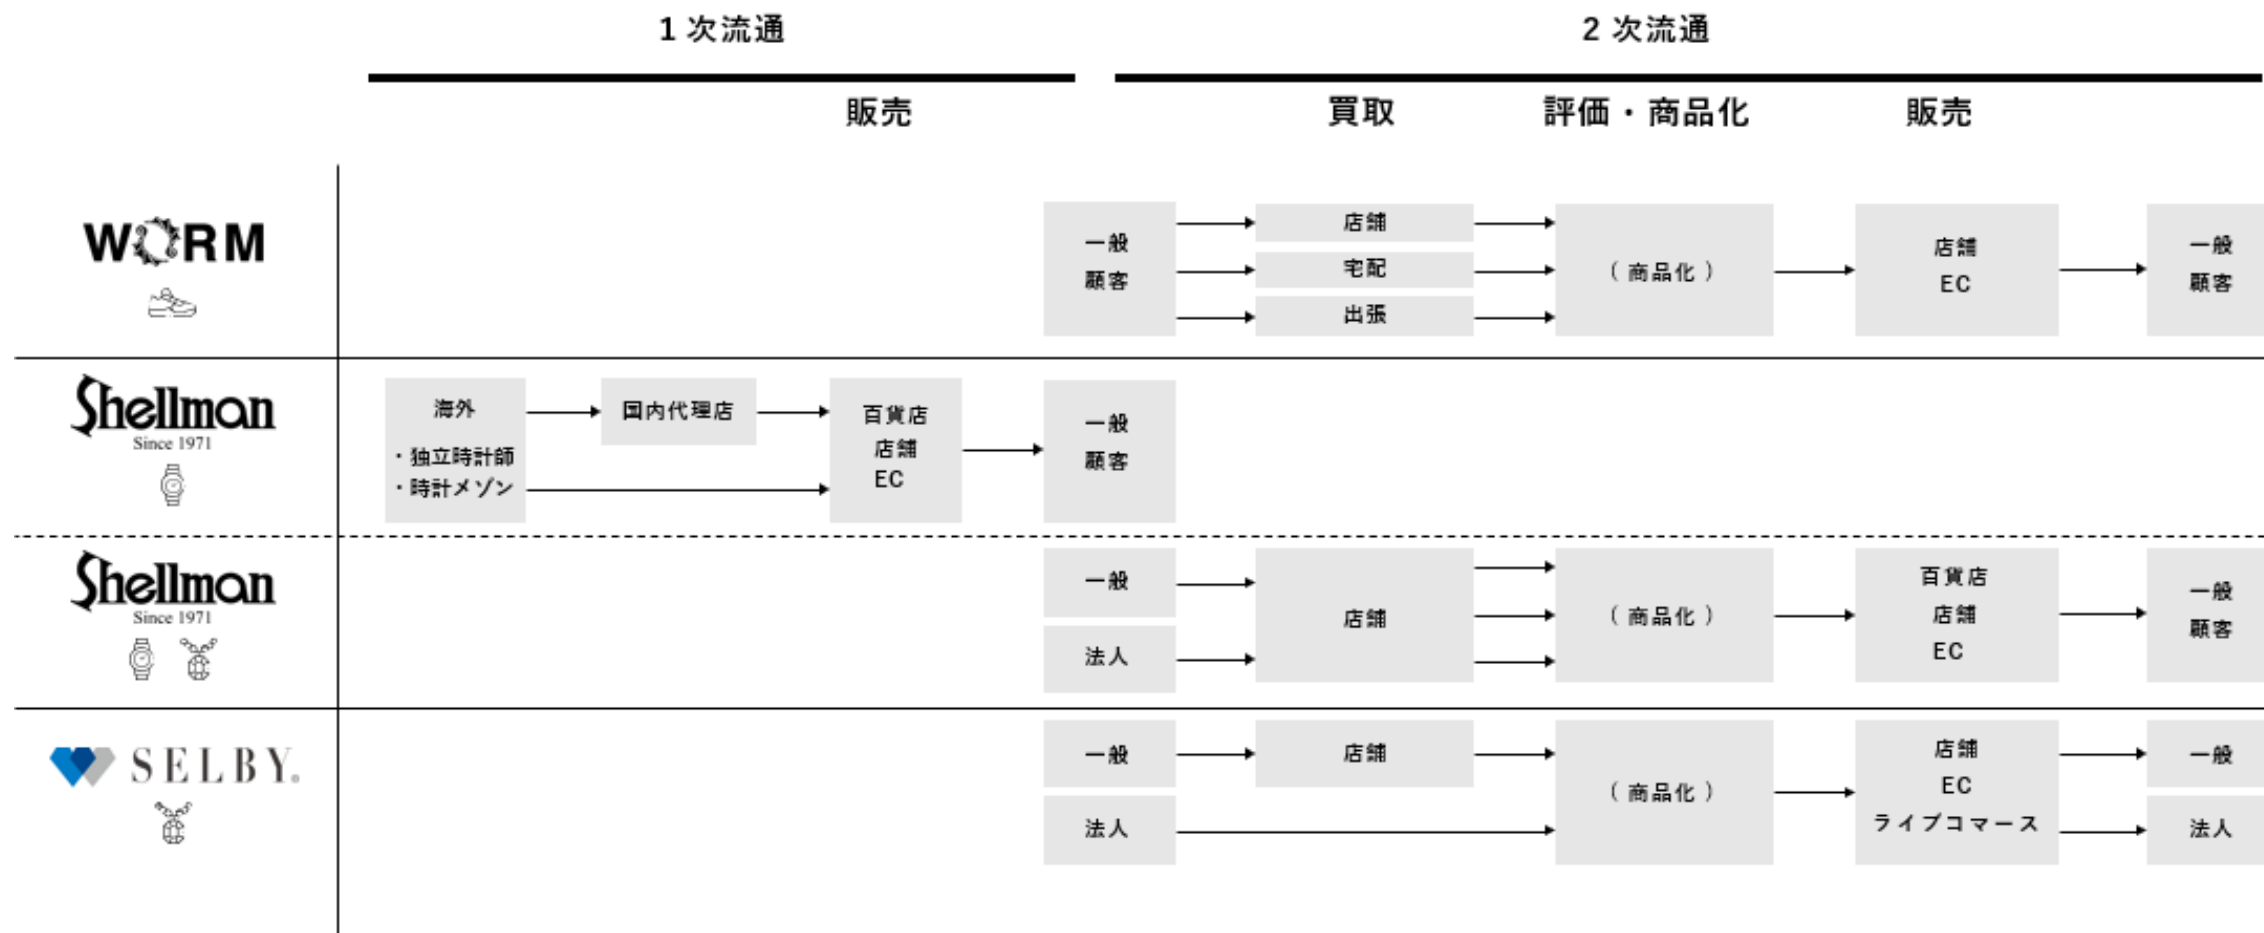 1 次流通
2 次流通
販売
買取
評価・商品化
販売
WORM
一般
顧客
店舗
宅配
出張
( 商品化 )
店舗
EC
一般
顧客
Shellman
Since 1971
海外
・独立時計師
・時計メゾン
国内代理店
百貨店
店舗
EC
一般
顧客
Shellman
Since 1971
一般
法人
店舗
( 商品化 )
百貨店
店舗
EC
一般
顧客
SELBY®
一般
法人
店舗
( 商品化 )
店舗
EC
ライブコマース
一般
法人